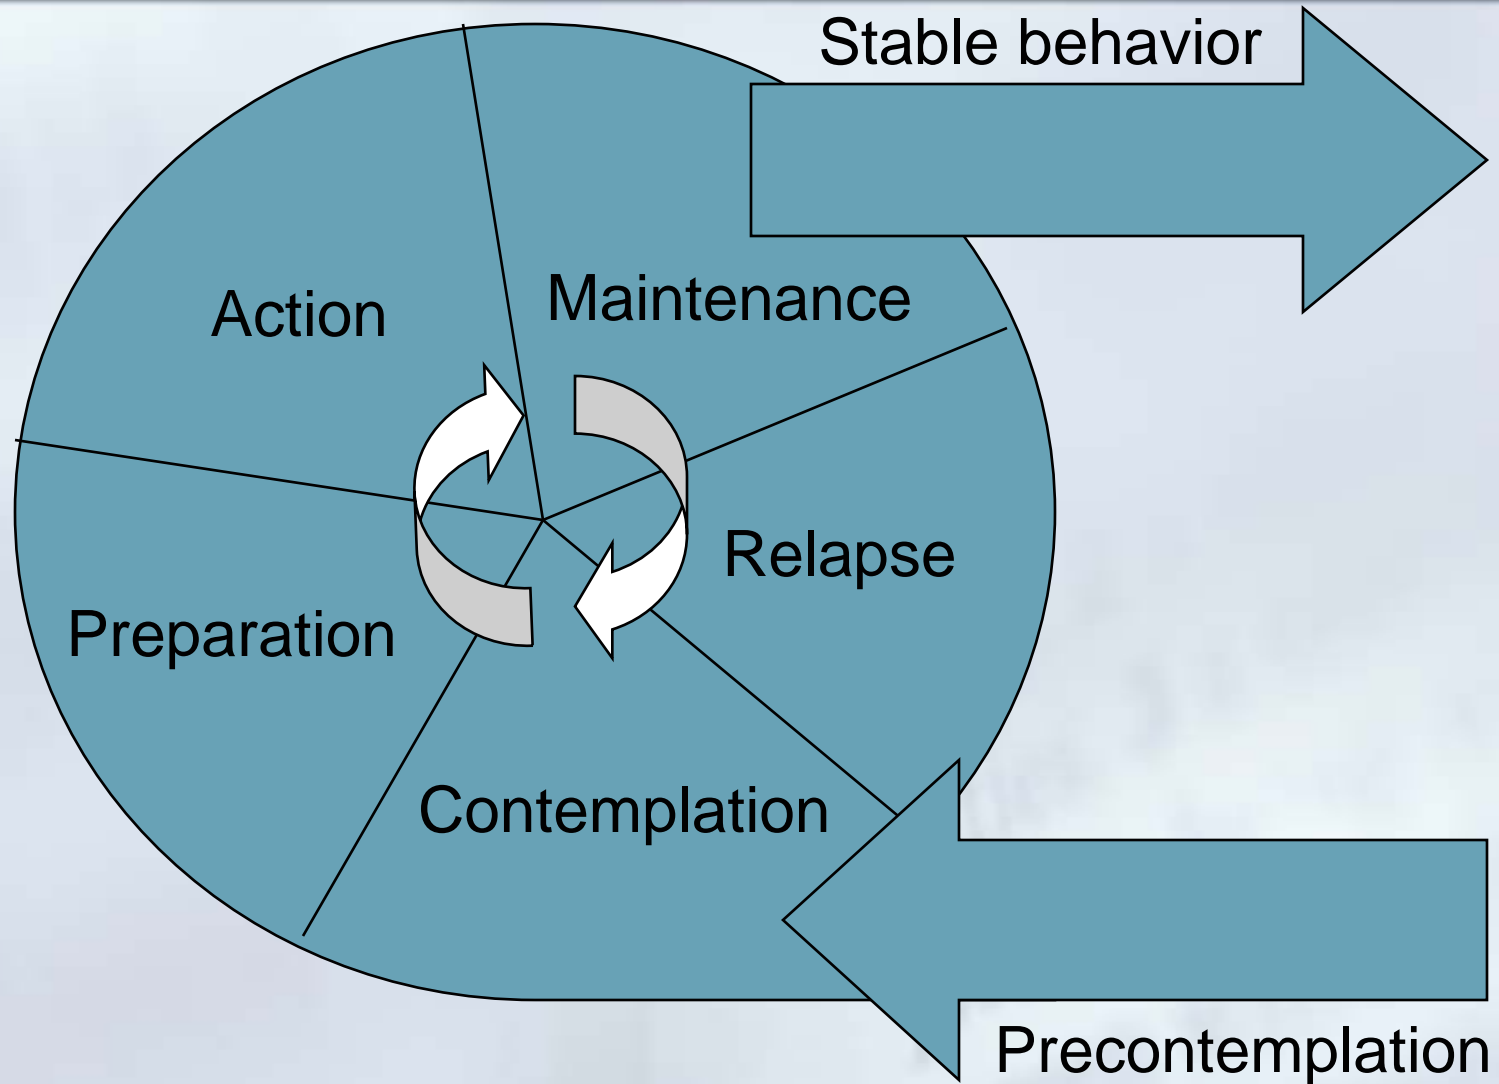 Stable behavior
Action
Maintenance
Relapse
Preparation
Contemplation
Precontemplation